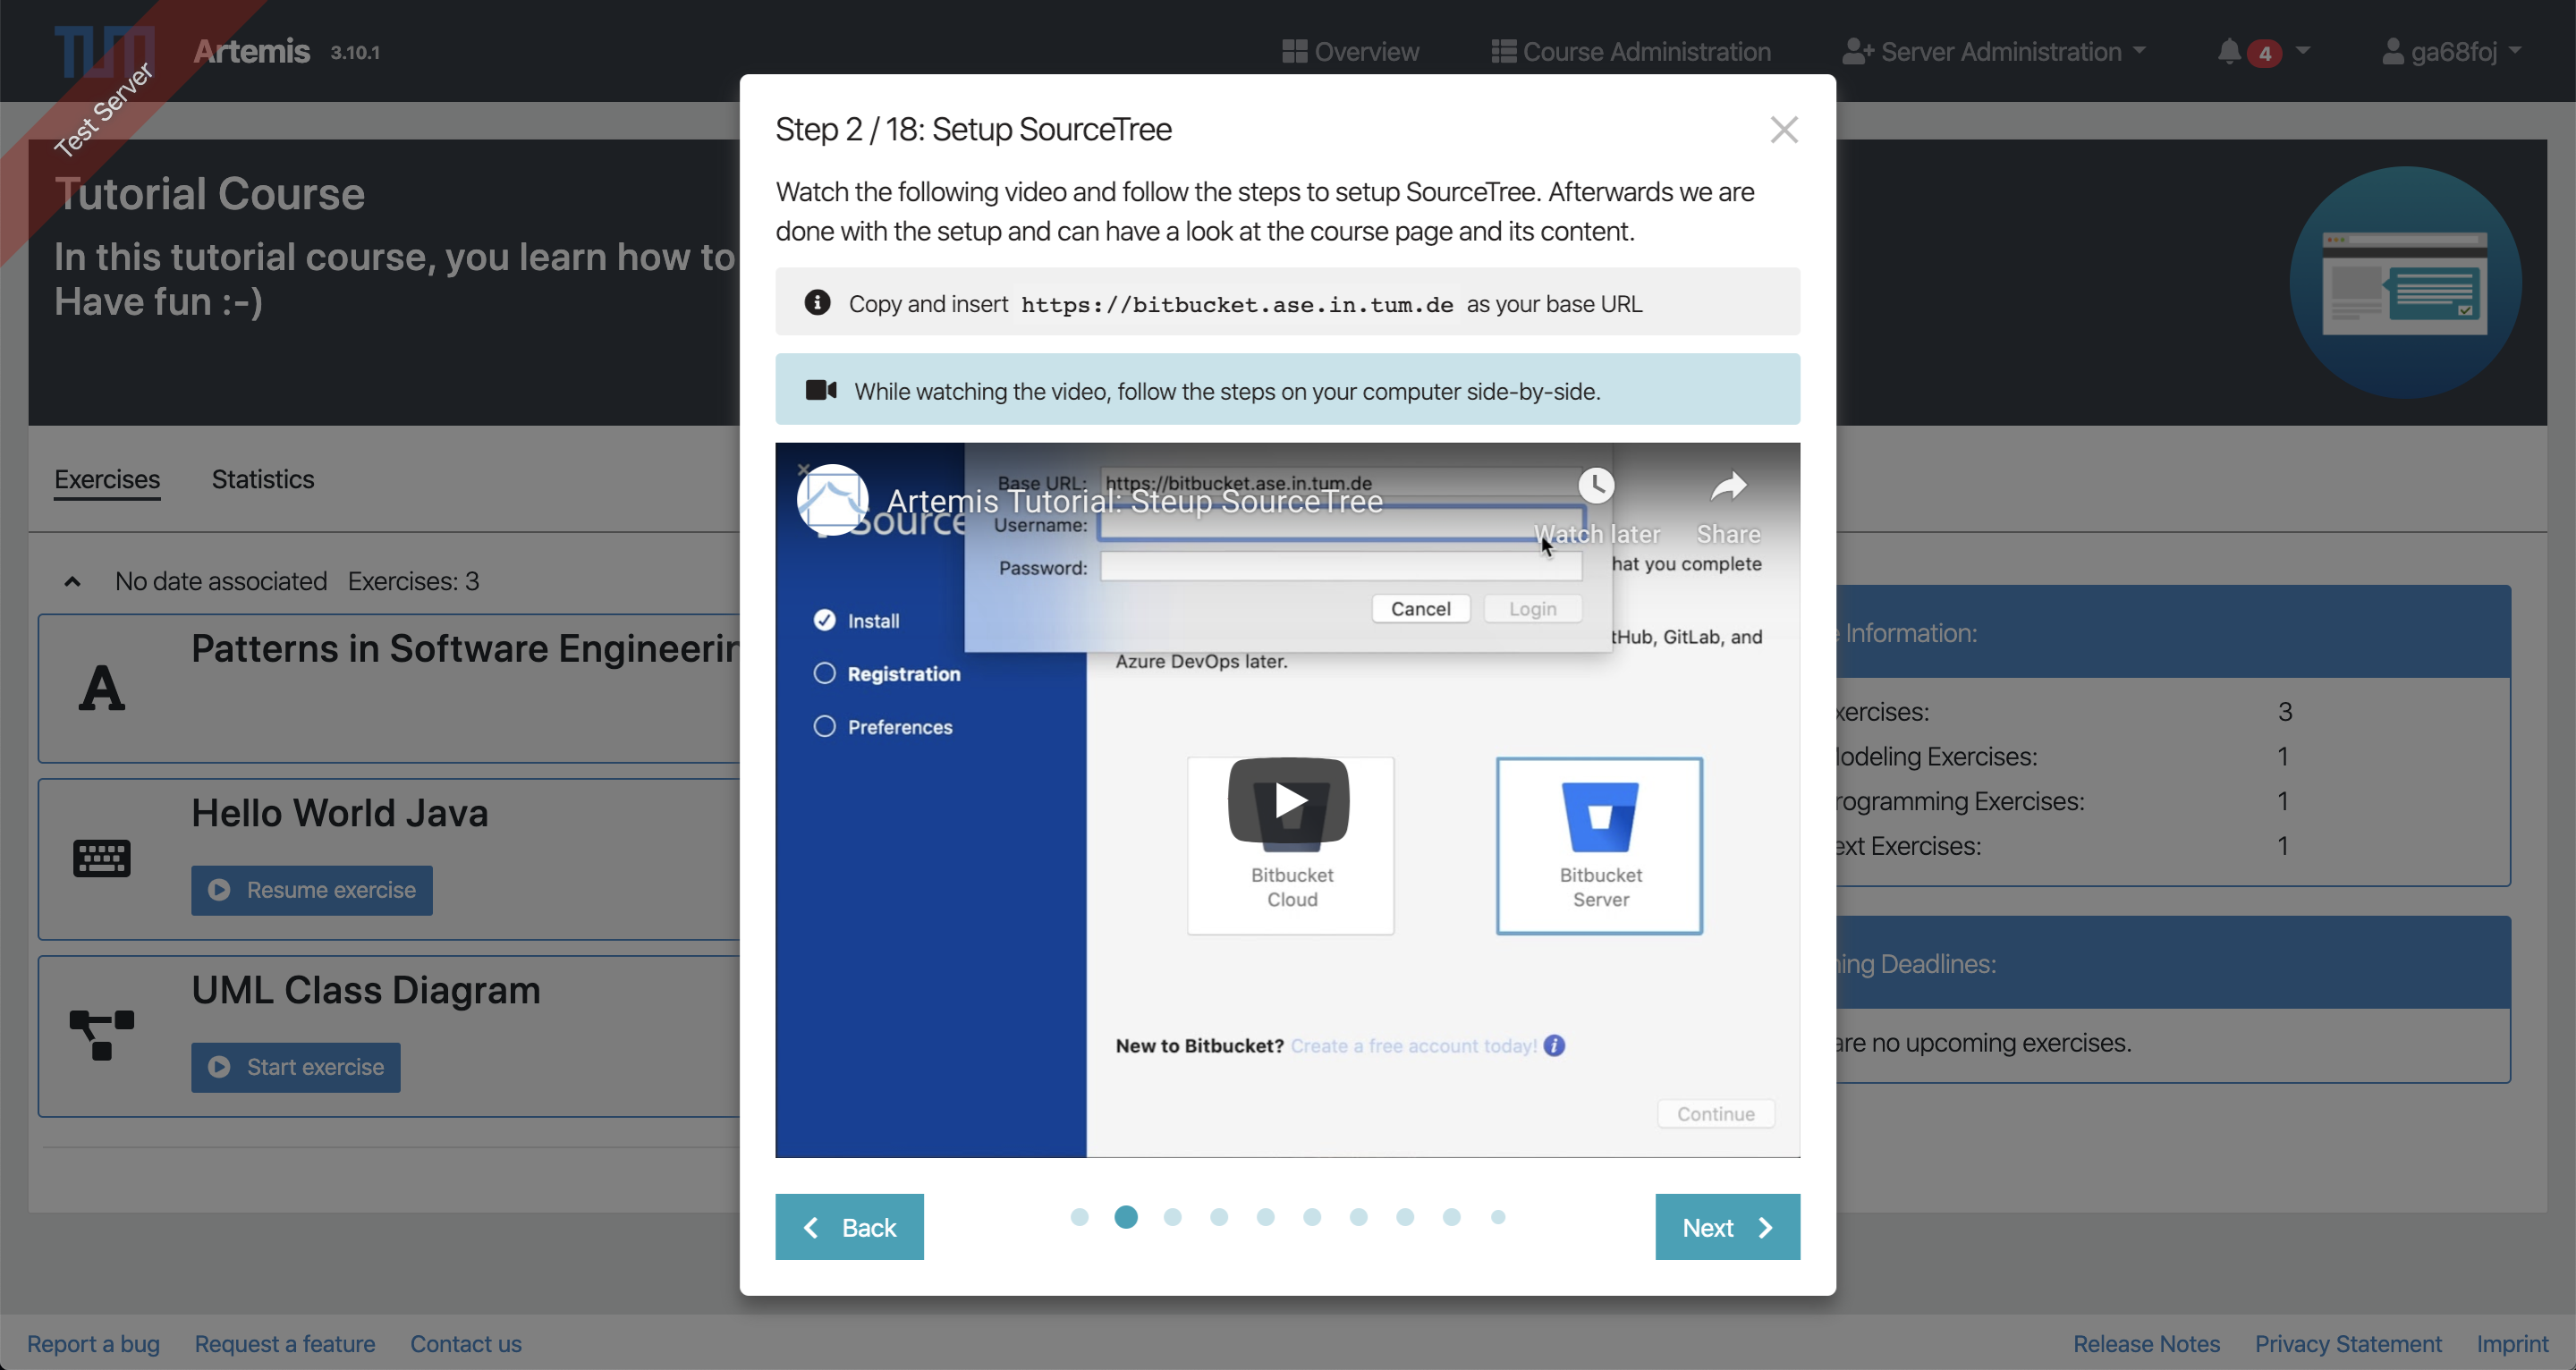 TUM
Artemis 3.10.1
Overview
Course Administration
Server Administration
4
ga68foj
Test Server
Tutorial Course
In this tutorial course, you learn how to
Have fun :-)
Exercises
Statistics
No date associated Exercises: 3
Patterns in Software Engineerin
Hello World Java
Resume exercise
UML Class Diagram
Start exercise
Step 2 / 18: Setup SourceTree
Watch the following video and follow the steps to setup SourceTree. Afterwards we are
done with the setup and can have a look at the course page and its content.
Copy and insert https://bitbucket.ase.in.tum.de as your base URL
While watching the video, follow the steps on your computer side-by-side.
Base URL: https://bitbucket.ase.in.tum.de
Artemis Tutorial: Steup SourceTree
Source
Username:
Watch later
Share
Password:
hat you complete
Cancel
Login
Install
tHub, GitLab, and
Azure DevOps later.
Registration
Preferences
Bitbucket
Cloud
Bitbucket
Server
New to Bitbucket? Create a free account today!
Continue
Back
Next
Information:
xercises: 3
odeling Exercises: 1
rogramming Exercises: 1
ext Exercises: 1
ing Deadlines:
are no upcoming exercises.
Report a bug
Request a feature
Contact us
Release Notes
Privacy Statement
Imprint